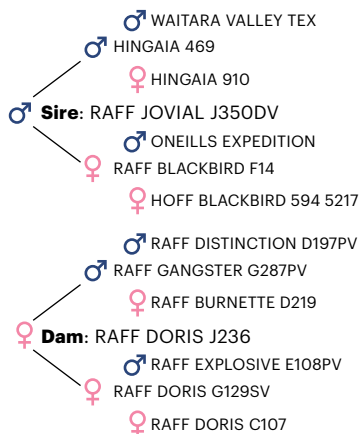 WAITARA VALLEY TEX
HINGAIA 469
HINGAIA 910
Sire: RAFF JOVIAL J350DV
ONEILLS EXPEDITION
RAFF BLACKBIRD F14
HOFF BLACKBIRD 594 5217
RAFF DISTINCTION D197PV
RAFF GANGSTER G287PV
RAFF BURNETTE D219
Dam: RAFF DORIS J236
RAFF EXPLOSIVE E108PV
RAFF DORIS G129SV
RAFF DORIS C107